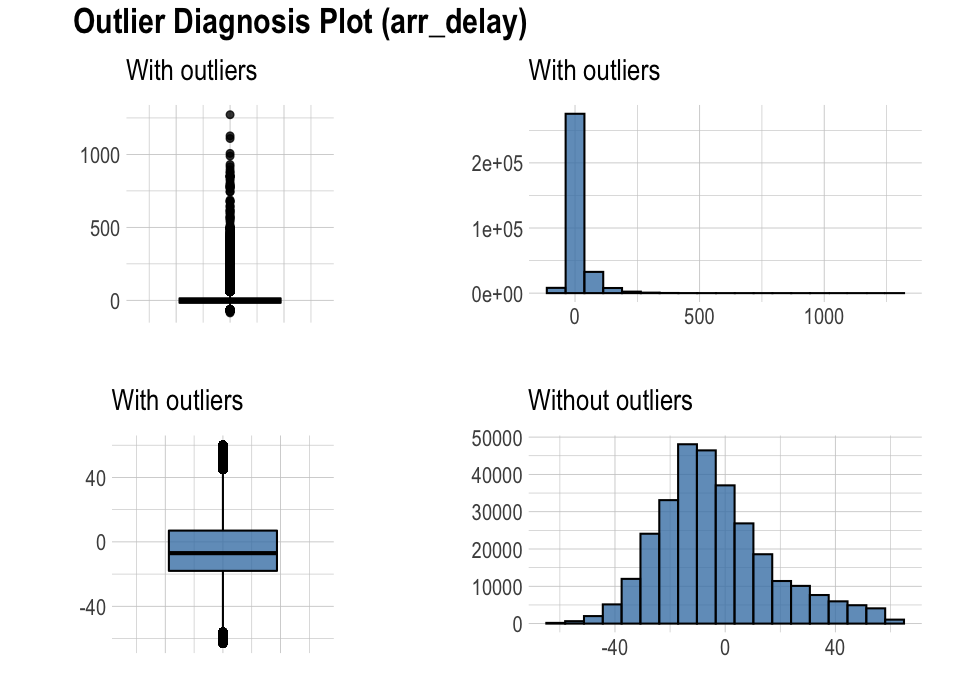 Outlier Diagnosis Plot (arr_delay)
With outliers
1000
500
0
With outliers
2e+05
1e+05
0e+00
0 500 1000
With outliers
40
0
-40
Without outliers
50000
40000
30000
20000
10000
0
-40 0 40